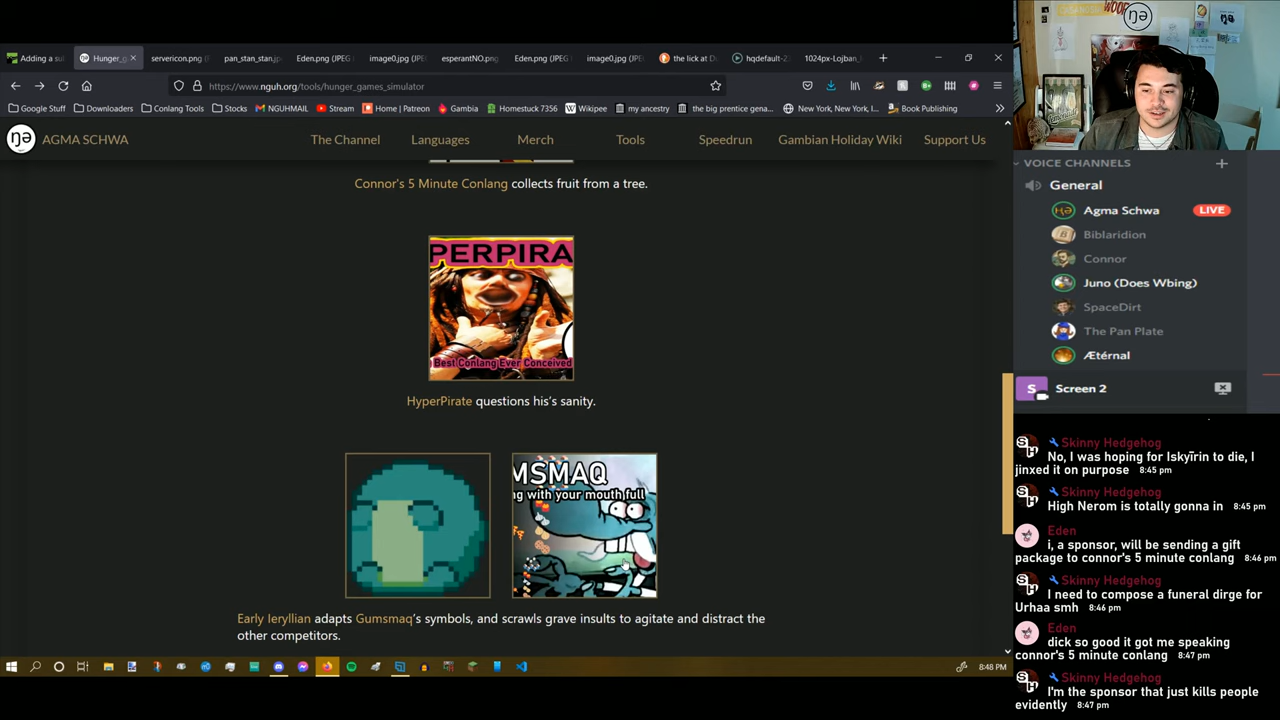 ŋə
Adding a su
Hunger_g
servericon.png
pan_stan_stan.jp
Eden.png (JPEG
image0.jpg (
esperantNO.png
Eden.png (JPEG
image0.jpg (
the lick at D
hqdefault-2
1024px-Lojban_
https://www.nguh.org/tools/hunger_games_simulator
Google Stuff
Downloaders
Conlang Tools
Stocks
NGUHMAIL
Stream
Home | Patreon
Gambia
Homestuck 7356
Wikipee
my ancestry
the big prectice gena...
New York, New York, ...
Book Publishing
ŋə AGMA SCHWA
The Channel
Languages
Merch
Tools
Speedrun
Gambian Holiday Wiki
Support Us
Connor's 5 Minute Conlang collects fruit from a tree.
PERPIRA
Best Conlang Ever Conceived
HyperPirate questions his's sanity.
MSMAQ
g with your mouth full
Early Ieryllian adapts Gumsmaq's symbols, and scrawls grave insults to agitate and distract the
other competitors.
8:48 PM
VOICE CHANNELS
General
Agma Schwa LIVE
Biblaridion
Connor
Juno (Does Wbing)
SpaceDirt
The Pan Plate
Ætérnal
S Screen 2
Skinny Hedgehog
No, I was hoping for Iskyīrin to die, I
jinxed it on purpose 8:45 pm
Skinny Hedgehog
High Nerom is totally gonna in 8:45 pm
Eden
i, a sponsor, will be sending a gift
package to connor's 5 minute conlang 8:46 pm
Skinny Hedgehog
I need to compose a funeral dirge for
Urhaa smh 8:46 pm
Eden
dick so good it got me speaking
connor's 5 minute conlang 8:47 pm
Skinny Hedgehog
I'm the sponsor that just kills people
evidently 8:47 pm